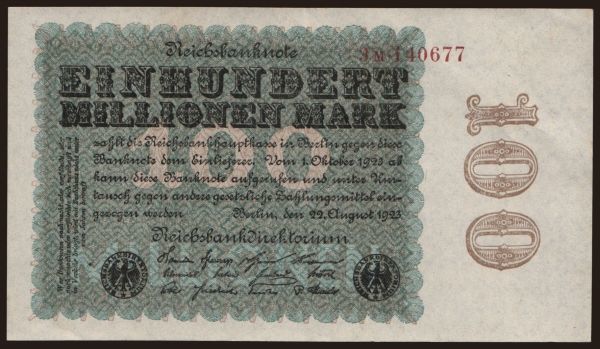 Reichsbanknote
3M·140677
EINHUNDERT
MILLIONEN MARK
zahlt die Reichsbankhauptkasse in Berlin gegen diese
Banknote dem Einlieferer. Vom 1. Oktober 1923 ab
kann diese Banknote aufgerufen und unter Um-
tausch gegen andere gesetzliche Zahlungsmittel ein-
gezogen werden
Berlin, den 22. August 1923
Reichsbankdirektorium
100
100